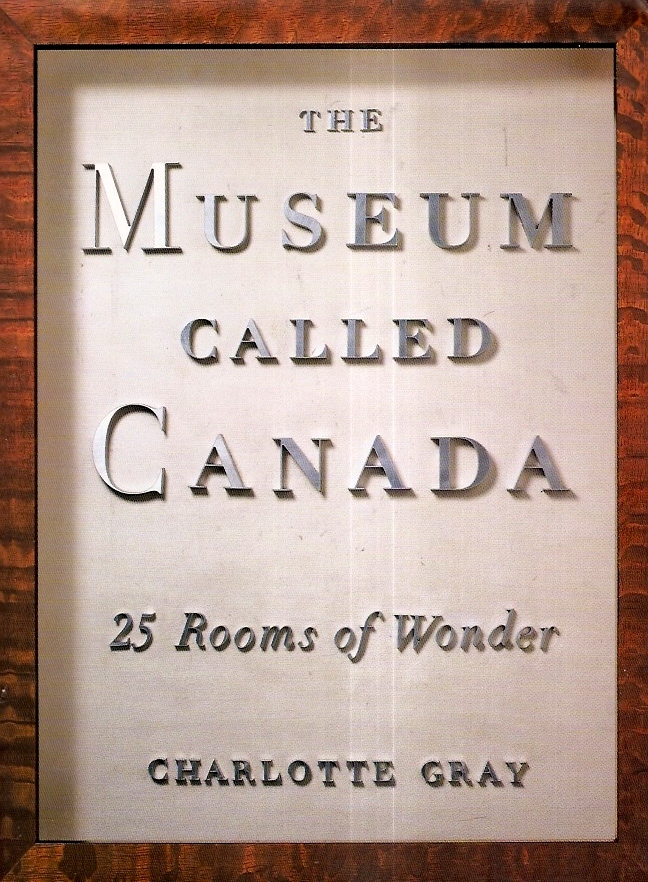 THE
MUSEUM
CALLED
CANADA
25 Rooms of Wonder
CHARLOTTE GRAY